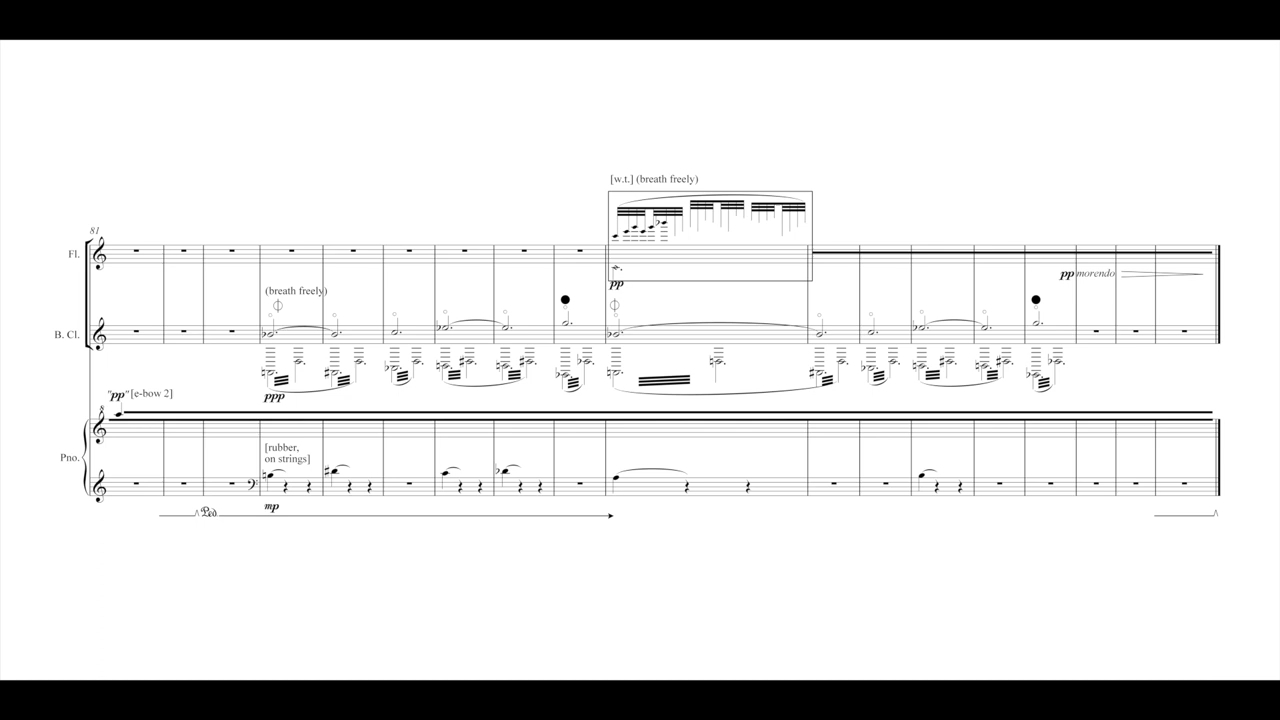 [w.t.] (breath freely)
81
Fl.
pp
pp morendo
(breath freely)
B. Cl.
ppp
"pp" [e-bow 2]
8
Pno.
[rubber,
on strings]
mp
Ped